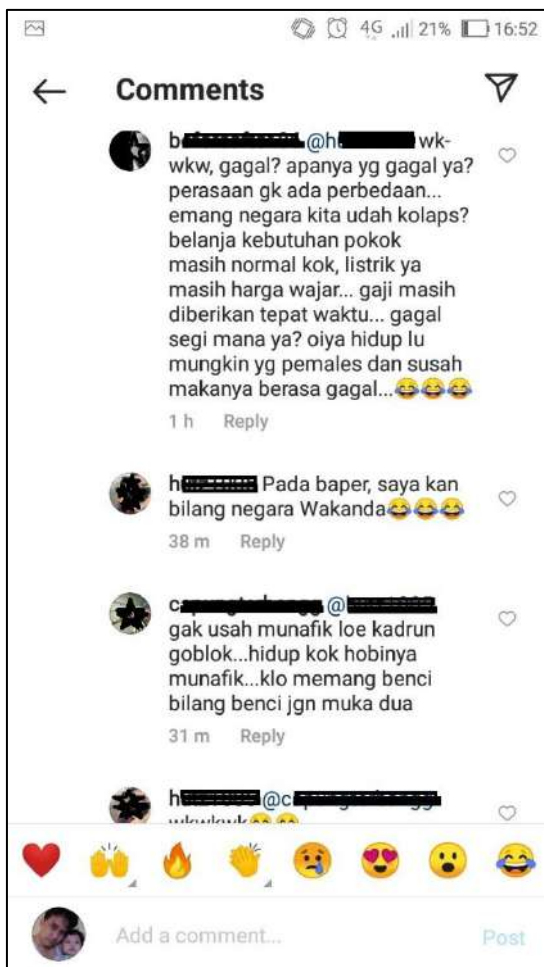 4G 21% 16:52
Comments
@h wk-
wkw, gagal? apanya yg gagal ya?
perasaan gk ada perbedaan...
emang negara kita udah kolaps?
belanja kebutuhan pokok
masih normal kok, listrik ya
masih harga wajar... gaji masih
diberikan tepat waktu... gagal
segi mana ya? oiya hidup lu
mungkin yg pemales dan susah
makanya berasa gagal...😂😂😂
1 h Reply
Pada baper, saya kan
bilang negara Wakanda😂😂😂
38 m Reply
@
gak usah munafik loe kadrun
goblok...hidup kok hobinya
munafik...klo memang benci
bilang benci jgn muka dua
31 m Reply
@c
wkwkwk😂😂
Add a comment... Post